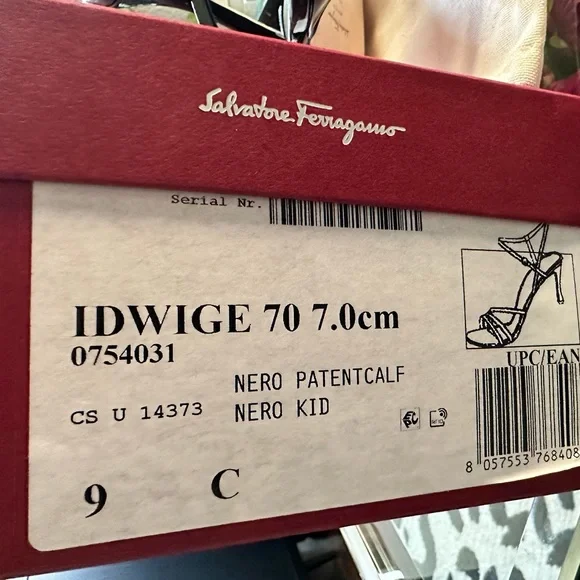 Salvatore Ferragamo
Serial Nr.
IDWIGE 70 7.0cm
0754031
UPC/EAN
NERO PATENTCALF
CS U 14373 NERO KID
8 057553 768408
9 C